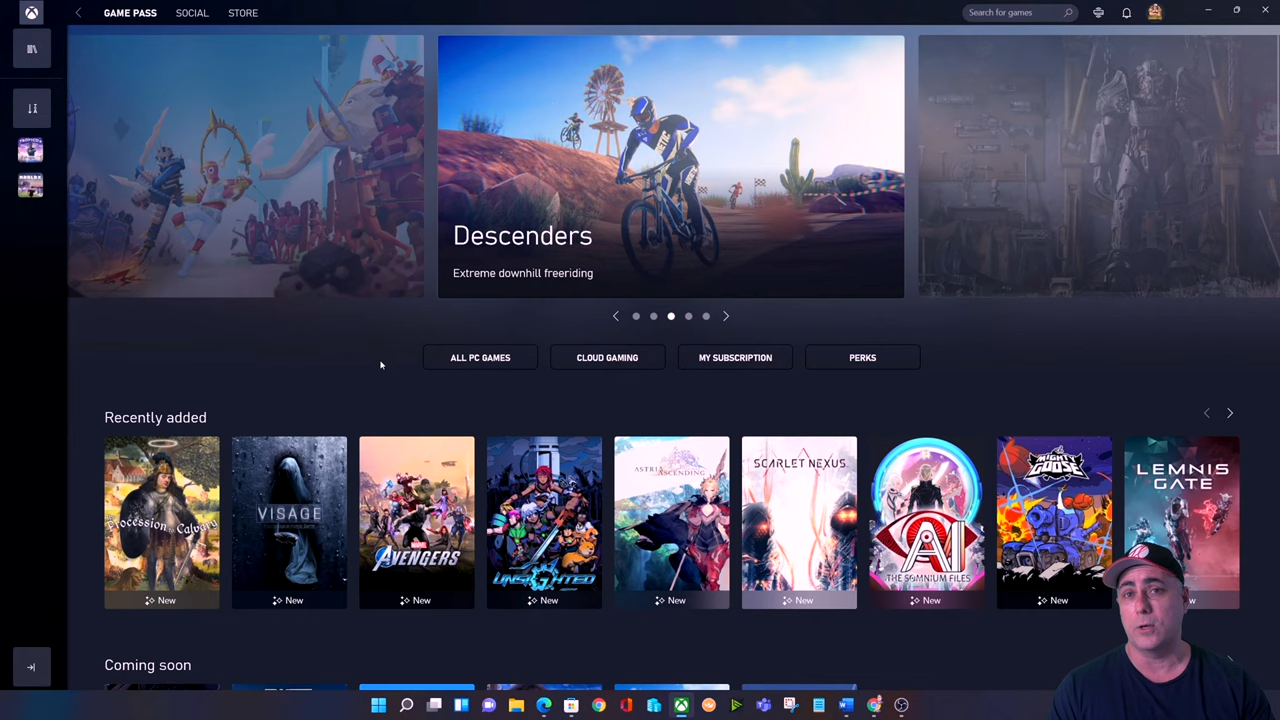 GAME PASS
SOCIAL
STORE
Search for games
Descenders
Extreme downhill freeriding
ALL PC GAMES
CLOUD GAMING
MY SUBSCRIPTION
PERKS
Recently added
Procession to Calvary
VISAGE
AVENGERS
UNSIGHTED
ASTRIA ASCENDING
SCARLET NEXUS
AI
THE SOMNIUM FILES
MIGHTY
GOOSE
LEMNIS
GATE
New
New
New
New
New
New
New
New
Coming soon